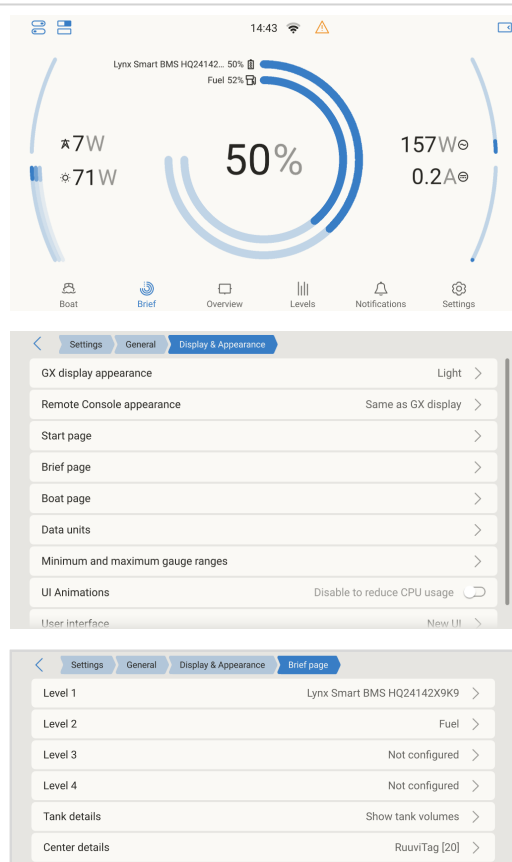 14:43
Lynx Smart BMS HQ24142... 50%
Fuel 52%
7W
71W
50%
157W
0.2A
Boat
Brief
Overview
Levels
Notifications
Settings
Settings
General
Display & Appearance
GX display appearance
Light
Remote Console appearance
Same as GX display
Start page
Brief page
Boat page
Data units
Minimum and maximum gauge ranges
UI Animations
Disable to reduce CPU usage
User interface
New UI
Settings
General
Display & Appearance
Brief page
Level 1
Lynx Smart BMS HQ24142X9K9
Level 2
Fuel
Level 3
Not configured
Level 4
Not configured
Tank details
Show tank volumes
Center details
RuuviTag [20]